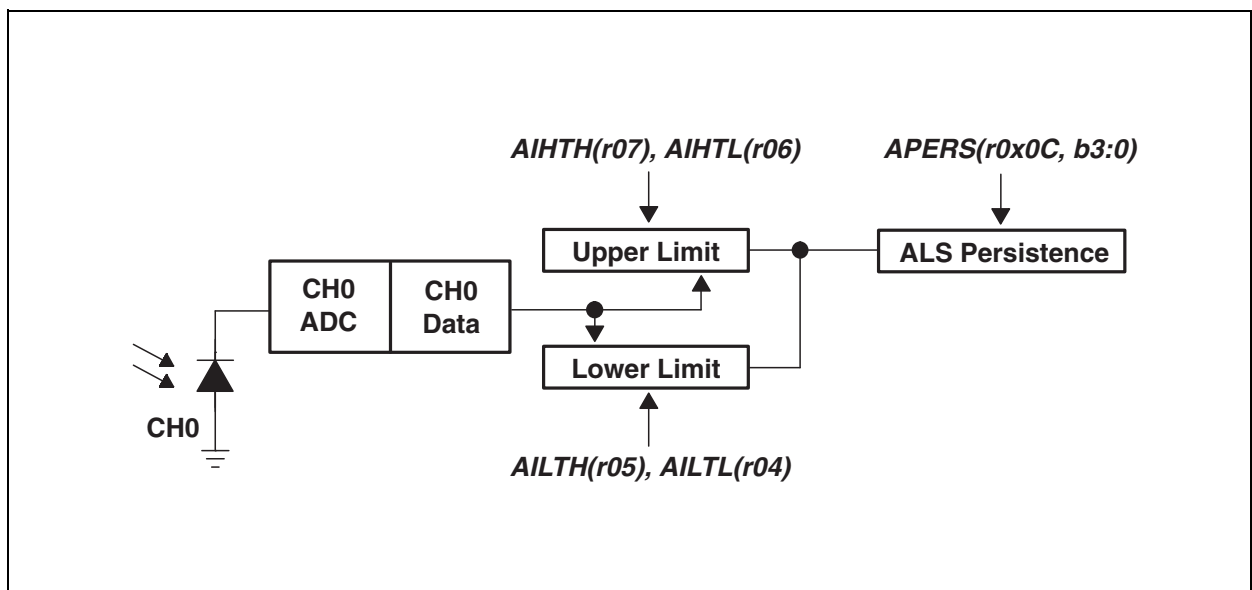 AIHTH(r07), AIHTL(r06)
APERS(r0x0C, b3:0)
Upper Limit
ALS Persistence
CH0
ADC
CH0
Data
Lower Limit
CH0
AILTH(r05), AILTL(r04)